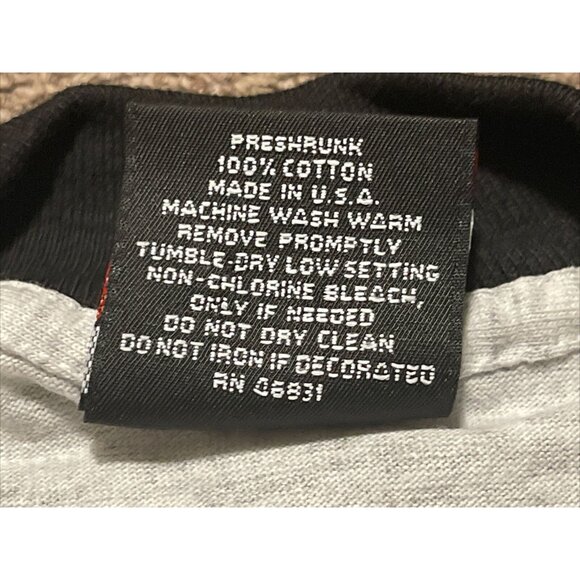 PRESHRUNK
100% COTTON
MADE IN U.S.A.
MACHINE WASH WARM
REMOVE PROMPTLY
TUMBLE-DRY LOW SETTING
NON-CHLORINE BLEACH,
ONLY IF NEEDED
DO NOT DRY CLEAN
DO NOT IRON IF DECORATED
RN 46831